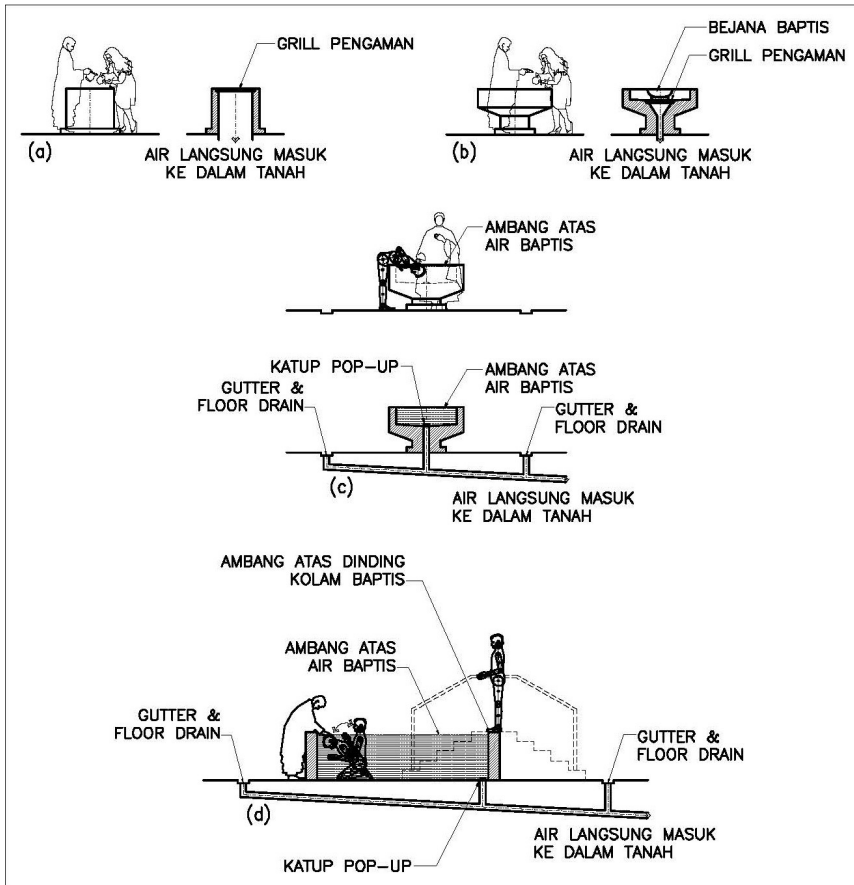 GRILL PENGAMAN
(a)
AIR LANGSUNG MASUK
KE DALAM TANAH
BEJANA BAPTIS
GRILL PENGAMAN
(b)
AIR LANGSUNG MASUK
KE DALAM TANAH
AMBANG ATAS
AIR BAPTIS
KATUP POP-UP
GUTTER &
FLOOR DRAIN
AMBANG ATAS
AIR BAPTIS
GUTTER &
FLOOR DRAIN
(c)
AIR LANGSUNG MASUK
KE DALAM TANAH
AMBANG ATAS DINDING
KOLAM BAPTIS
AMBANG ATAS
AIR BAPTIS
GUTTER &
FLOOR DRAIN
GUTTER &
FLOOR DRAIN
(d)
AIR LANGSUNG MASUK
KE DALAM TANAH
KATUP POP-UP